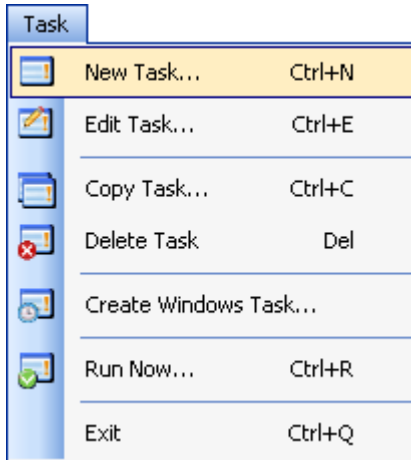 Task
New Task... Ctrl+N
Edit Task... Ctrl+E
Copy Task... Ctrl+C
Delete Task Del
Create Windows Task...
Run Now... Ctrl+R
Exit Ctrl+Q